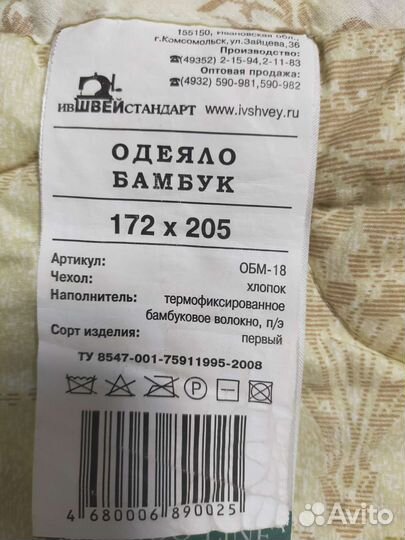 155150, Ивановская обл.,
г.Комсомольск, ул.Зайцева,36
Производство:
☎(49352) 2-15-94, 2-11-83
Оптовая продажа:
☎(4932) 590-981, 590-982
ивШВЕЙСТАНДАРТ www.ivshvey.ru
ОДЕЯЛО
БАМБУК
172 х 205
Артикул: ОБМ-18
Чехол: хлопок
Наполнитель: термофиксированное
бамбуковое волокно, п/э
Сорт изделия: первый
ТУ 8547-001-75911995-2008
P
4 680006 890025
LINE
Avito